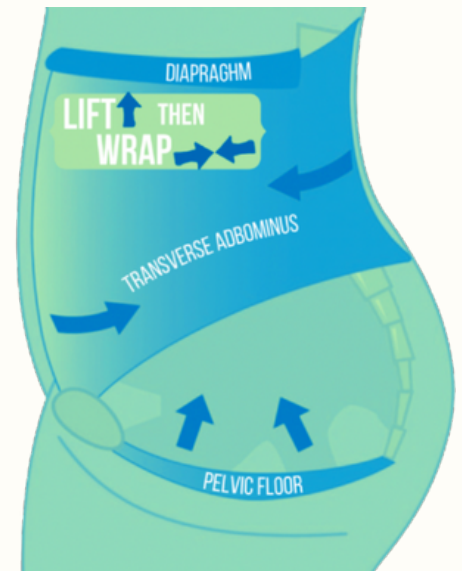 DIAPRAGHM
LIFT THEN
WRAP
TRANSVERSE ADBOMINUS
PELVIC FLOOR